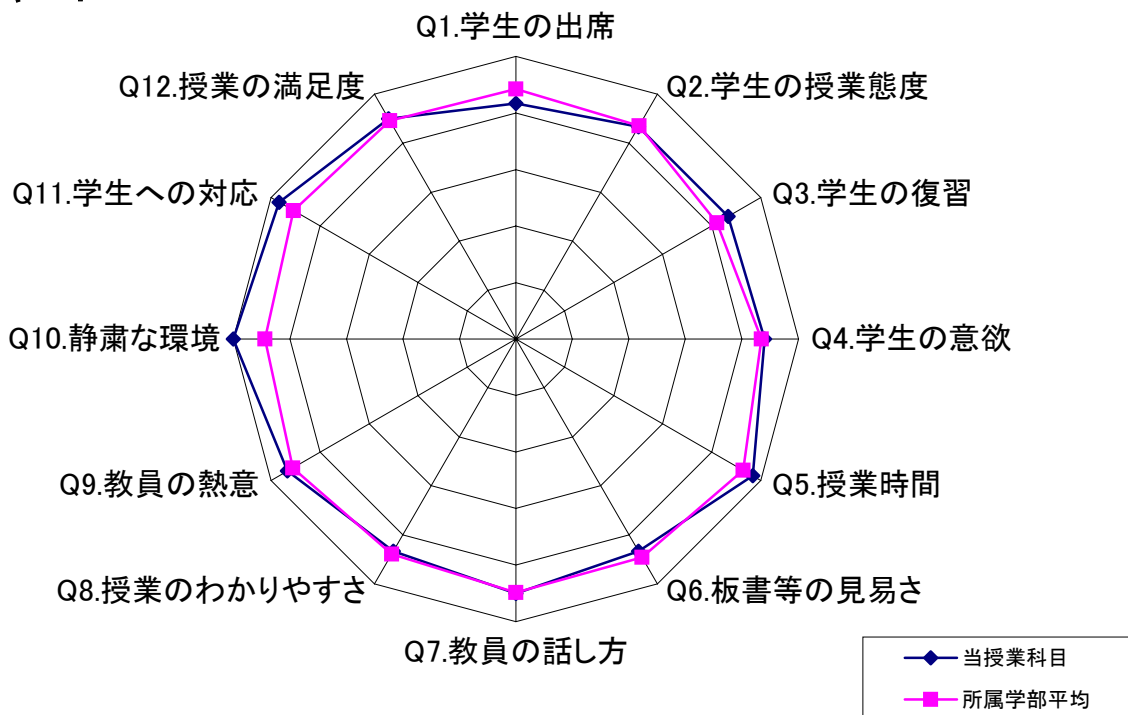 Q1.学生の出席
Q2.学生の授業態度
Q3.学生の復習
Q4.学生の意欲
Q5.授業時間
Q6.板書等の見易さ
Q7.教員の話し方
Q8.授業のわかりやすさ
Q9.教員の熱意
Q10.静粛な環境
Q11.学生への対応
Q12.授業の満足度
当授業科目
所属学部平均